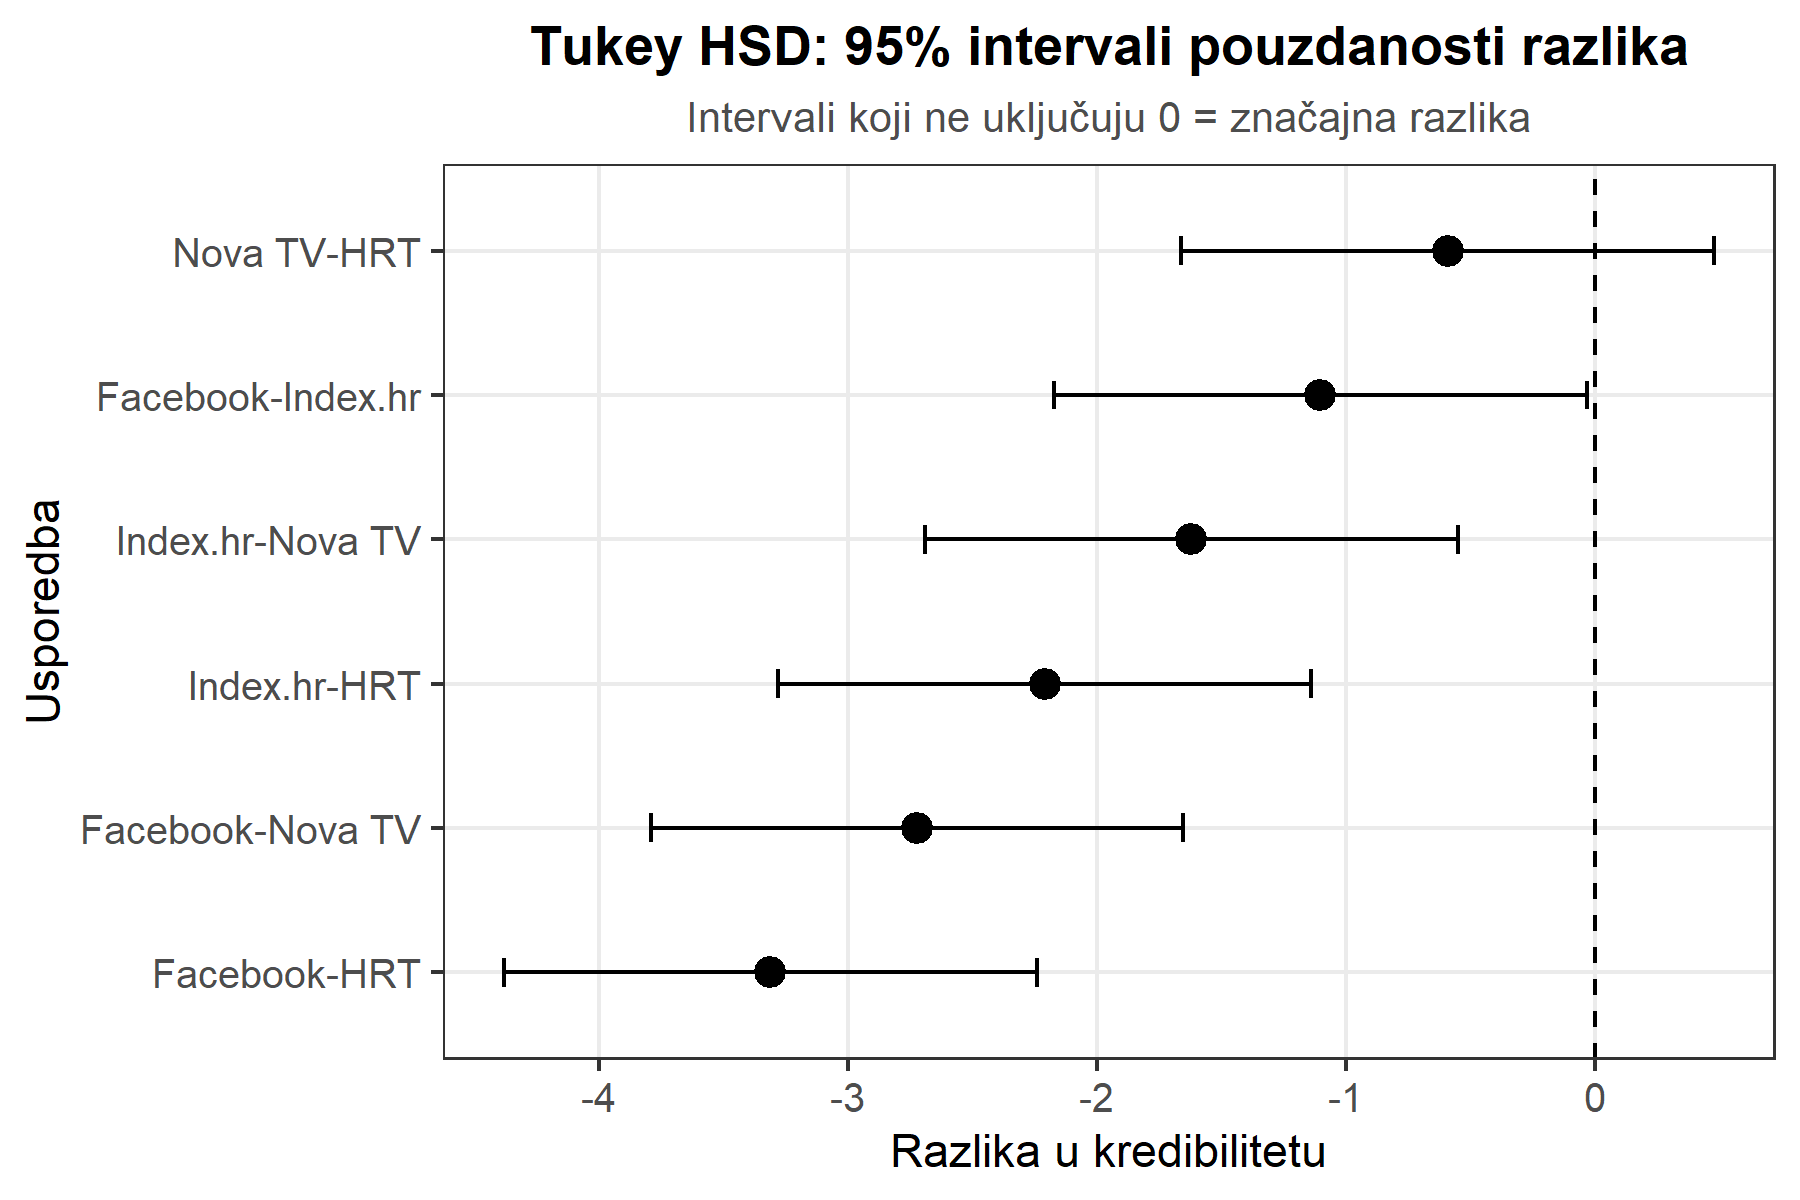 Tukey HSD: 95% intervali pouzdanosti razlika
Intervali koji ne uključuju 0 = značajna razlika
Usporedba
Nova TV-HRT
Facebook-Index.hr
Index.hr-Nova TV
Index.hr-HRT
Facebook-Nova TV
Facebook-HRT
-4 -3 -2 -1 0
Razlika u kredibilitetu